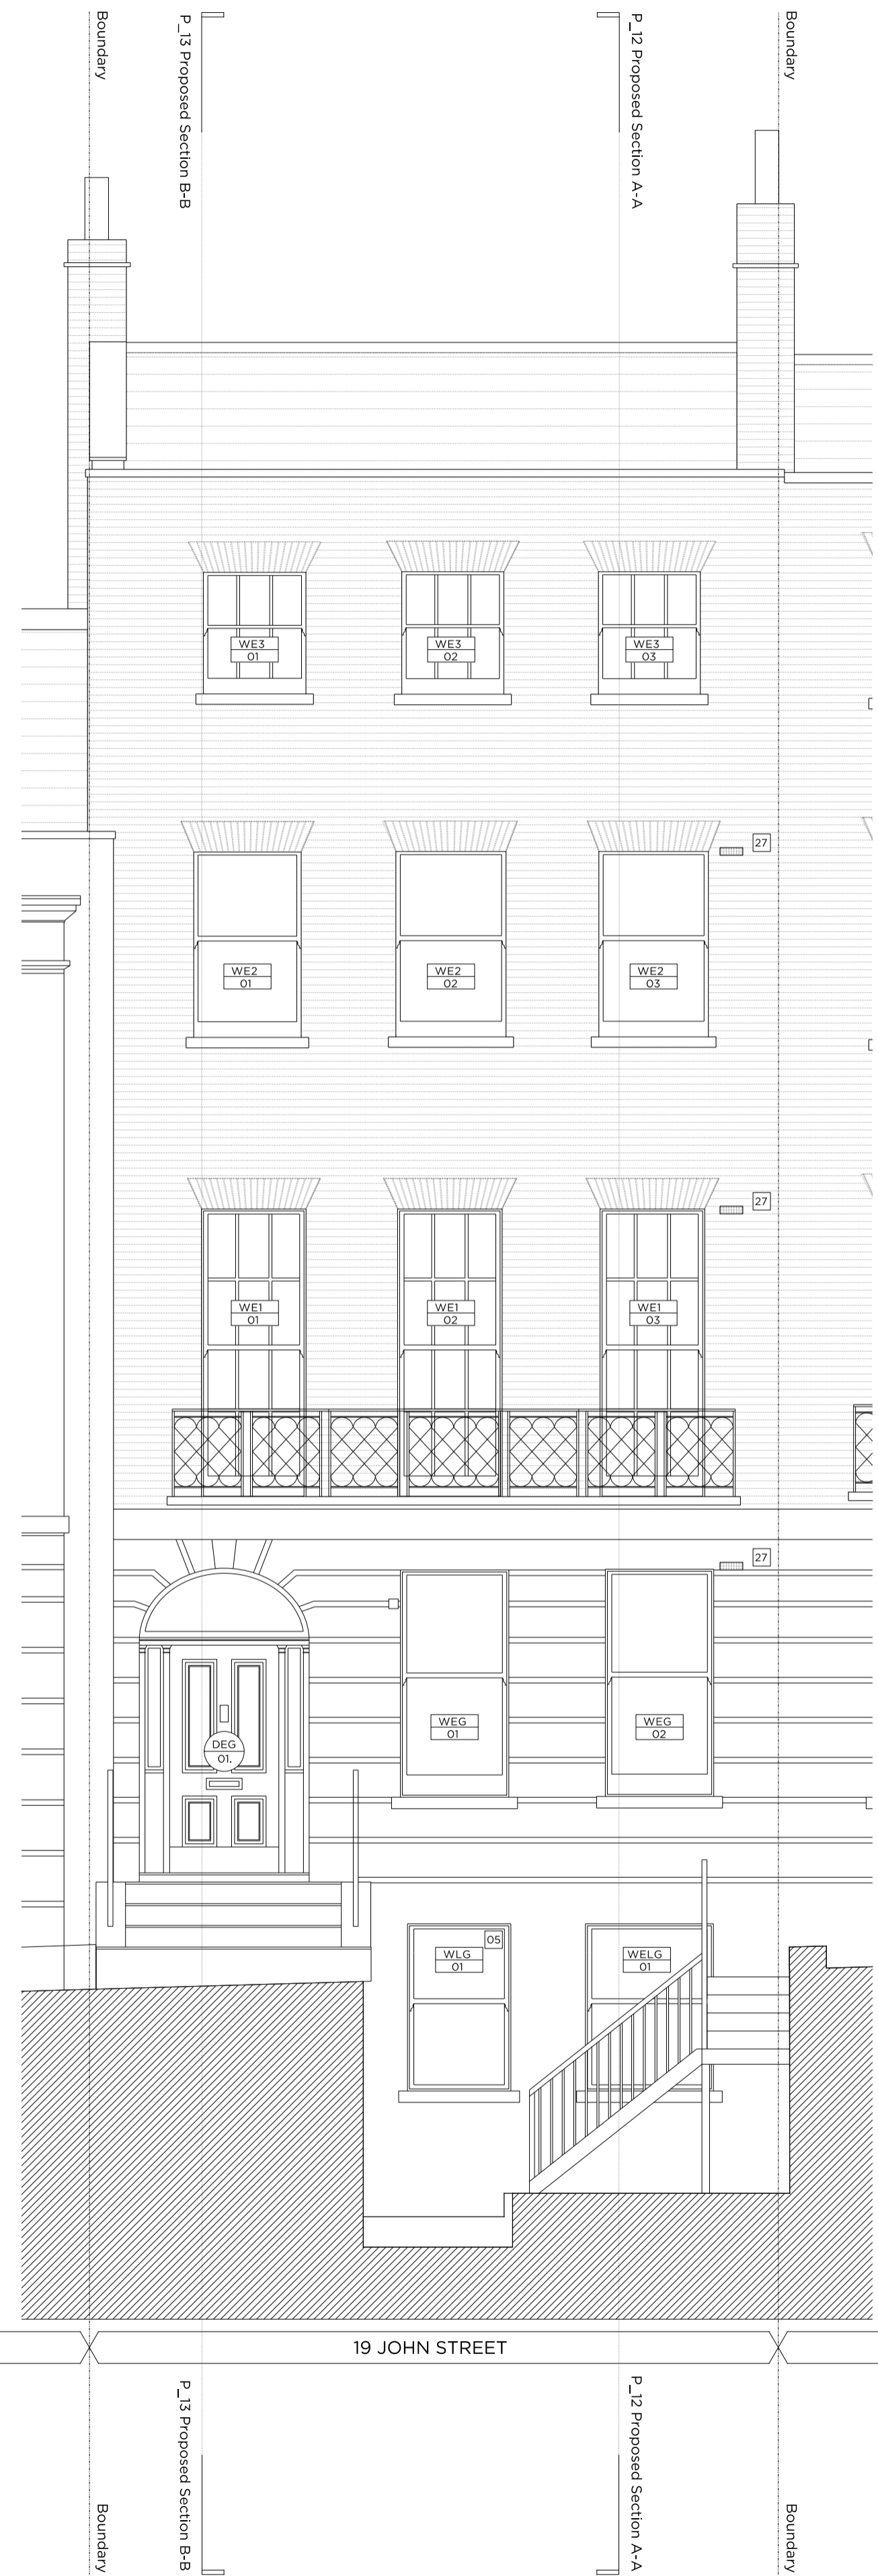 Boundary
P_13 Proposed Section B-B
P_12 Proposed Section A-A
Boundary
WE3
01
WE3
02
WE3
03
27
WE2
01
WE2
02
WE2
03
27
WE1
01
WE1
02
WE1
03
27
WEG
01
WEG
02
DEG
01.
05
WLG
01
WELG
01
19 JOHN STREET
P_13 Proposed Section B-B
P_12 Proposed Section A-A
Boundary
Boundary